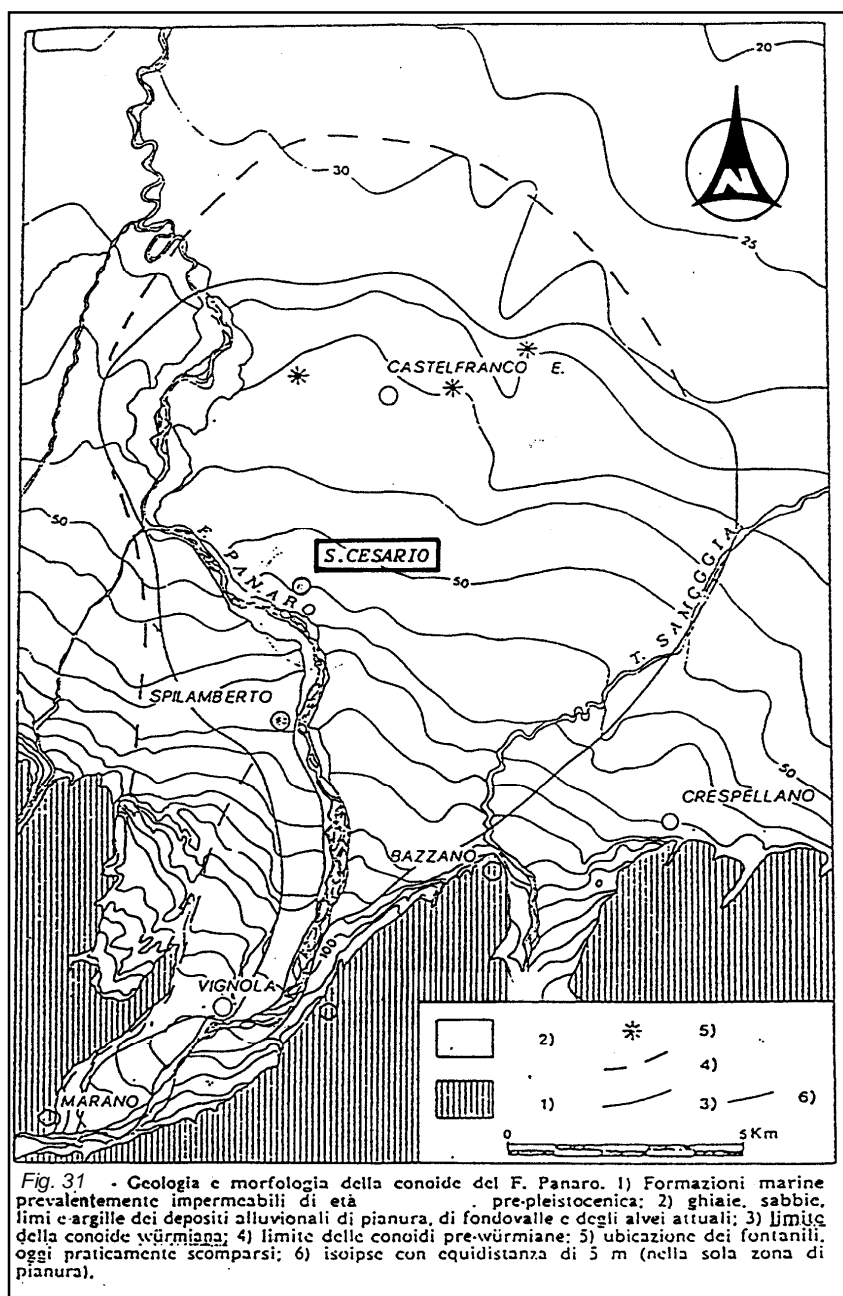 20
30
N
25
CASTELFRANCO E.
50
F. PANARO
S.CESARIO
50
T. SAMOGGIA
SPILAMBERTO
50
CRESPELLANO
BAZZANO
100
VIGNOLA
MARANO
2) 5)
4)
1) 3) 6)
0 5 Km
Fig. 31 - Geologia e morfologia della conoide del F. Panaro. 1) Formazioni marine
prevalentemente impermeabili di età . pre-pleistocenica; 2) ghiaie, sabbie,
limi e argille dei depositi alluvionali di pianura, di fondovalle e degli alvei attuali; 3) limite
della conoide würmiana; 4) limite delle conoidi pre-würmiane; 5) ubicazione dei fontanili,
oggi praticamente scomparsi; 6) isoipse con equidistanza di 5 m (nella sola zona di
pianura).